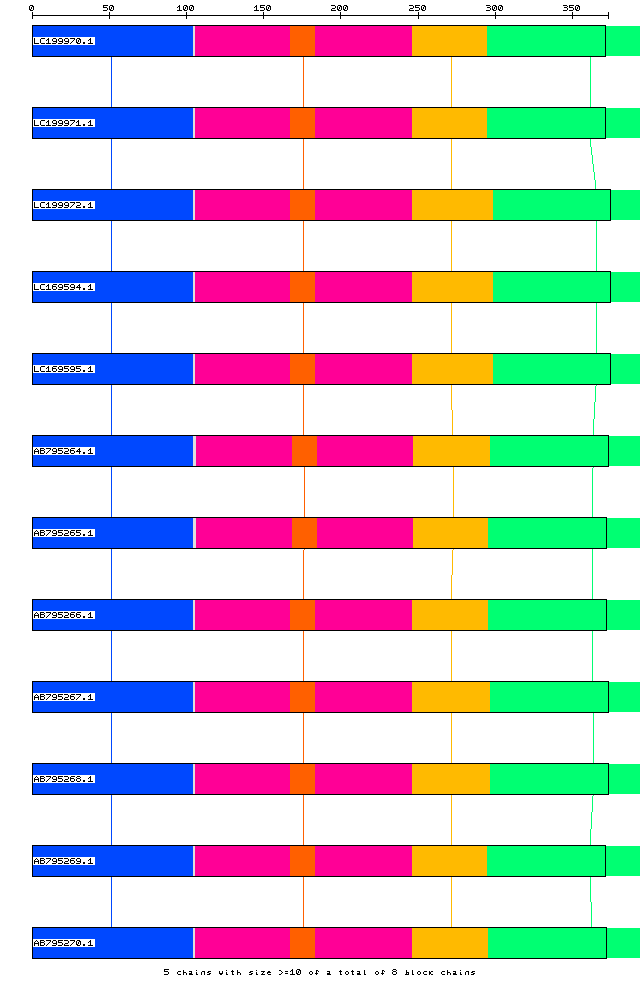 0 50 100 150 200 250 300 350
LC199970.1
LC199971.1
LC199972.1
LC169594.1
LC169595.1
AB795264.1
AB795265.1
AB795266.1
AB795267.1
AB795268.1
AB795269.1
AB795270.1
5 chains with size >=10 of a total of 8 block chains